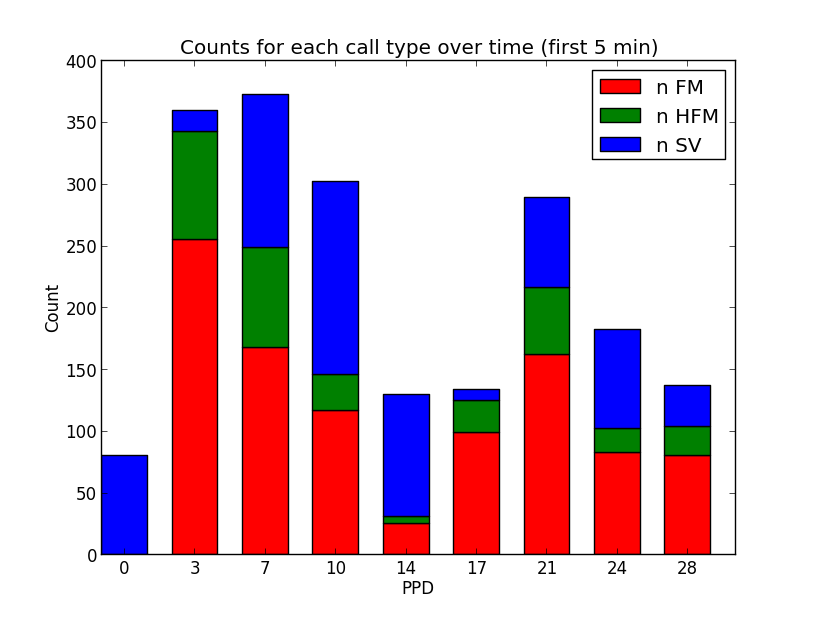 Counts for each call type over time (first 5 min)
400
350
300
250
200
150
100
50
0
Count
n FM
n HFM
n SV
0 3 7 10 14 17 21 24 28
PPD